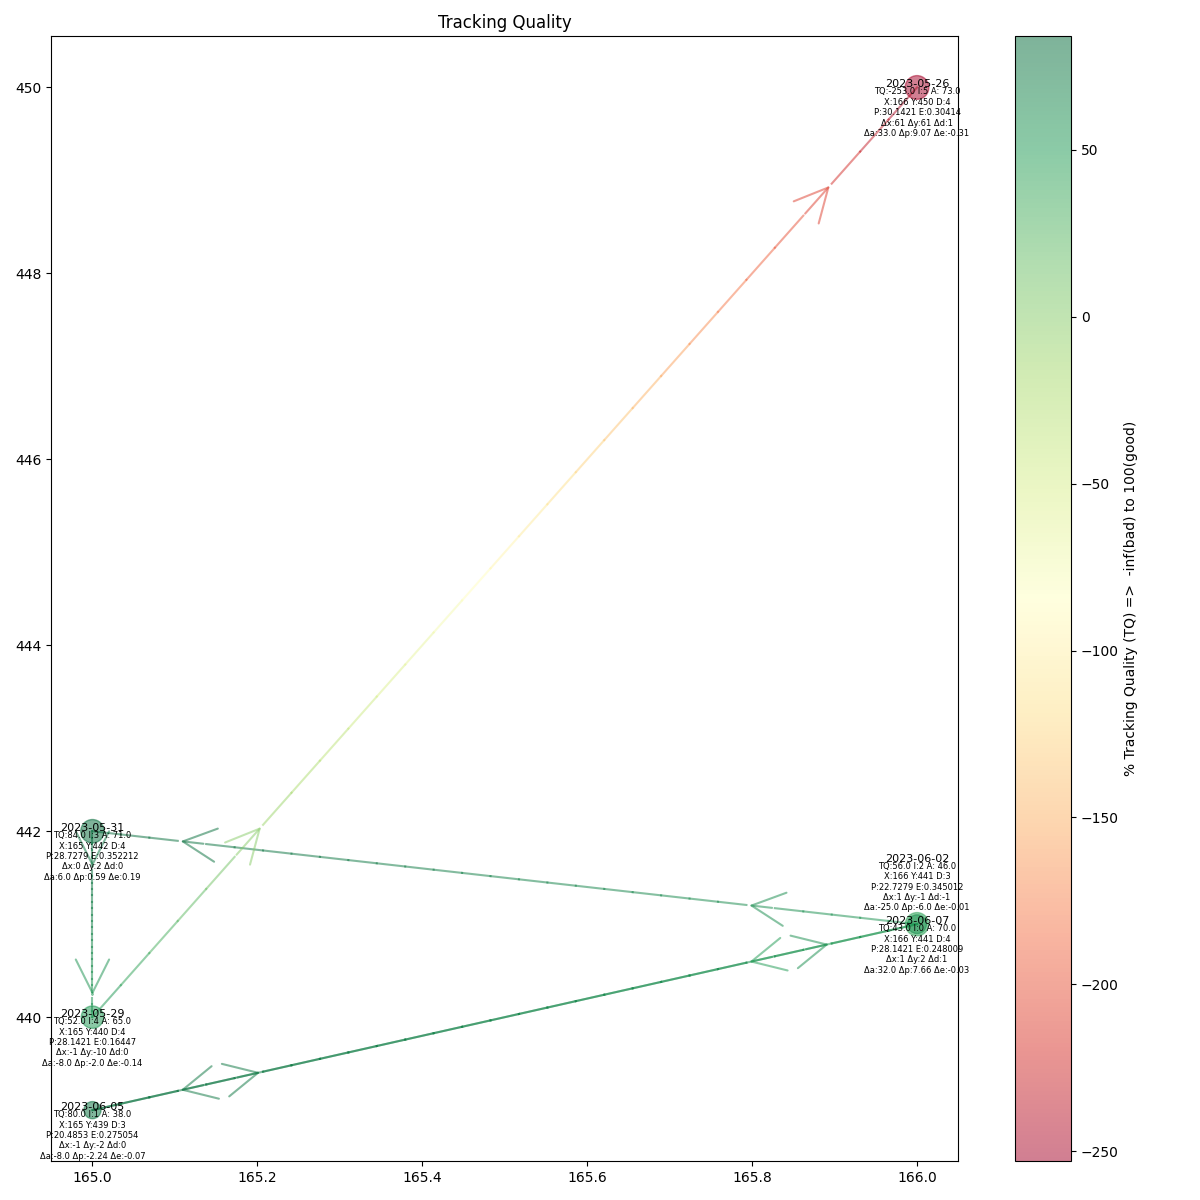 Tracking Quality
450
448
446
444
442
440
165.0
165.2
165.4
165.6
165.8
166.0
2023-05-26
TQ:-253.0 I:5 A: 73.0
X:166 Y:450 D:4
P:30.1421 E:0.30414
Δx:61 Δy:61 Δd:1
Δa:33.0 Δp:9.07 Δe:-0.31
2023-05-31
TQ:84.0 I:3 A: 71.0
X:165 Y:442 D:4
P:28.7279 E:0.352212
Δx:0 Δy:2 Δd:0
Δa:6.0 Δp:0.59 Δe:0.19
2023-06-02
TQ:56.0 I:2 A: 46.0
X:166 Y:441 D:3
P:22.7279 E:0.345012
Δx:1 Δy:-1 Δd:-1
Δa:-25.0 Δp:-6.0 Δe:-0.01
2023-06-07
TQ:43.0 I:0 A: 70.0
X:166 Y:441 D:4
P:28.1421 E:0.248009
Δx:1 Δy:2 Δd:1
Δa:32.0 Δp:7.66 Δe:-0.03
2023-05-29
TQ:52.0 I:4 A: 65.0
X:165 Y:440 D:4
P:28.1421 E:0.16447
Δx:-1 Δy:-10 Δd:0
Δa:-8.0 Δp:-2.0 Δe:-0.14
2023-06-05
TQ:80.0 I:1 A: 38.0
X:165 Y:439 D:3
P:20.4853 E:0.275054
Δx:-1 Δy:-2 Δd:0
Δa:-8.0 Δp:-2.24 Δe:-0.07
50
0
−50
−100
−150
−200
−250
% Tracking Quality (TQ) => -inf(bad) to 100(good)